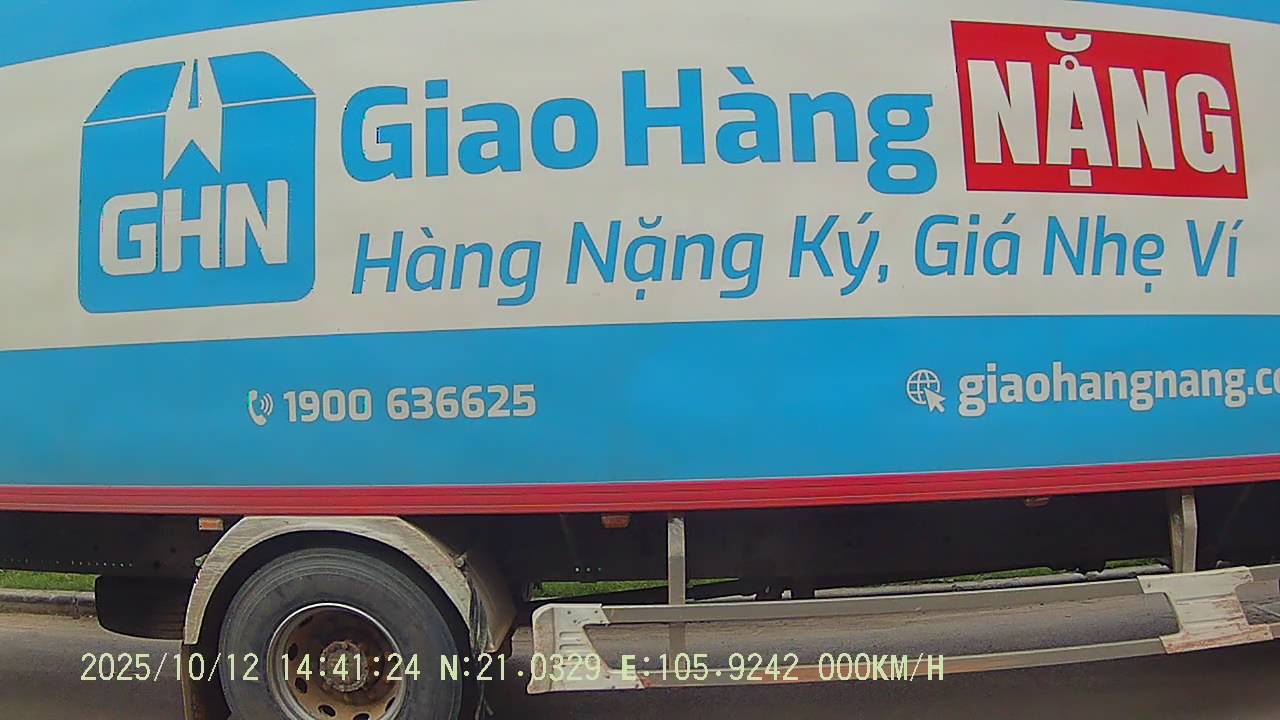 GHN
Giao Hàng NẶNG
Hàng Nặng Ký, Giá Nhẹ Ví
1900 636625
giaohangnang.co
2025/10/12 14:41:24 N:21.0329 E:105.9242 000KM/H